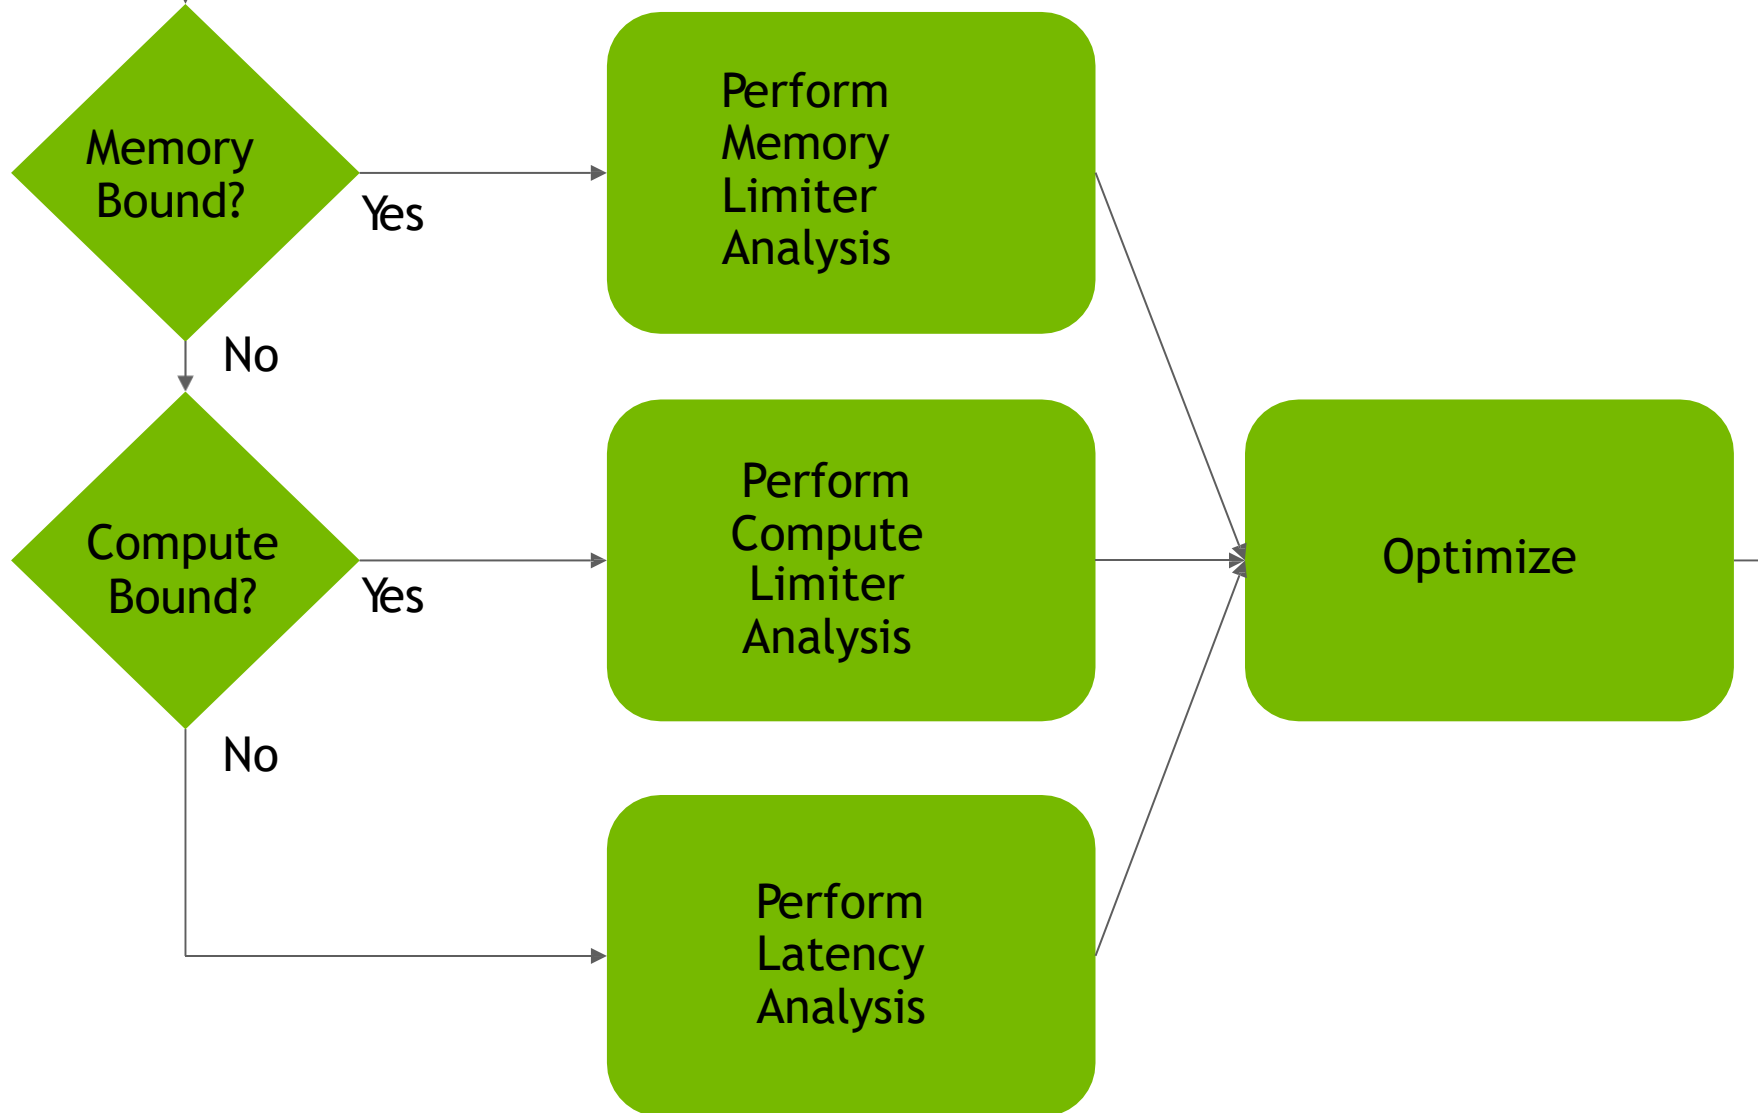 Memory
Bound?
Yes
Perform
Memory
Limiter
Analysis
No
Compute
Bound?
Yes
Perform
Compute
Limiter
Analysis
Optimize
No
Perform
Latency
Analysis